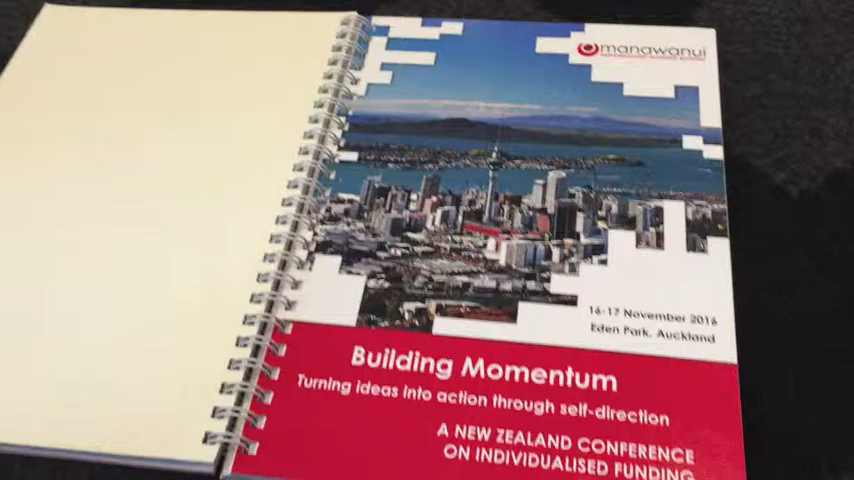 manawanui
16-17 November 2016
Eden Park, Auckland
Building Momentum
Turning ideas into action through self-direction
A NEW ZEALAND CONFERENCE
ON INDIVIDUALISED FUNDING